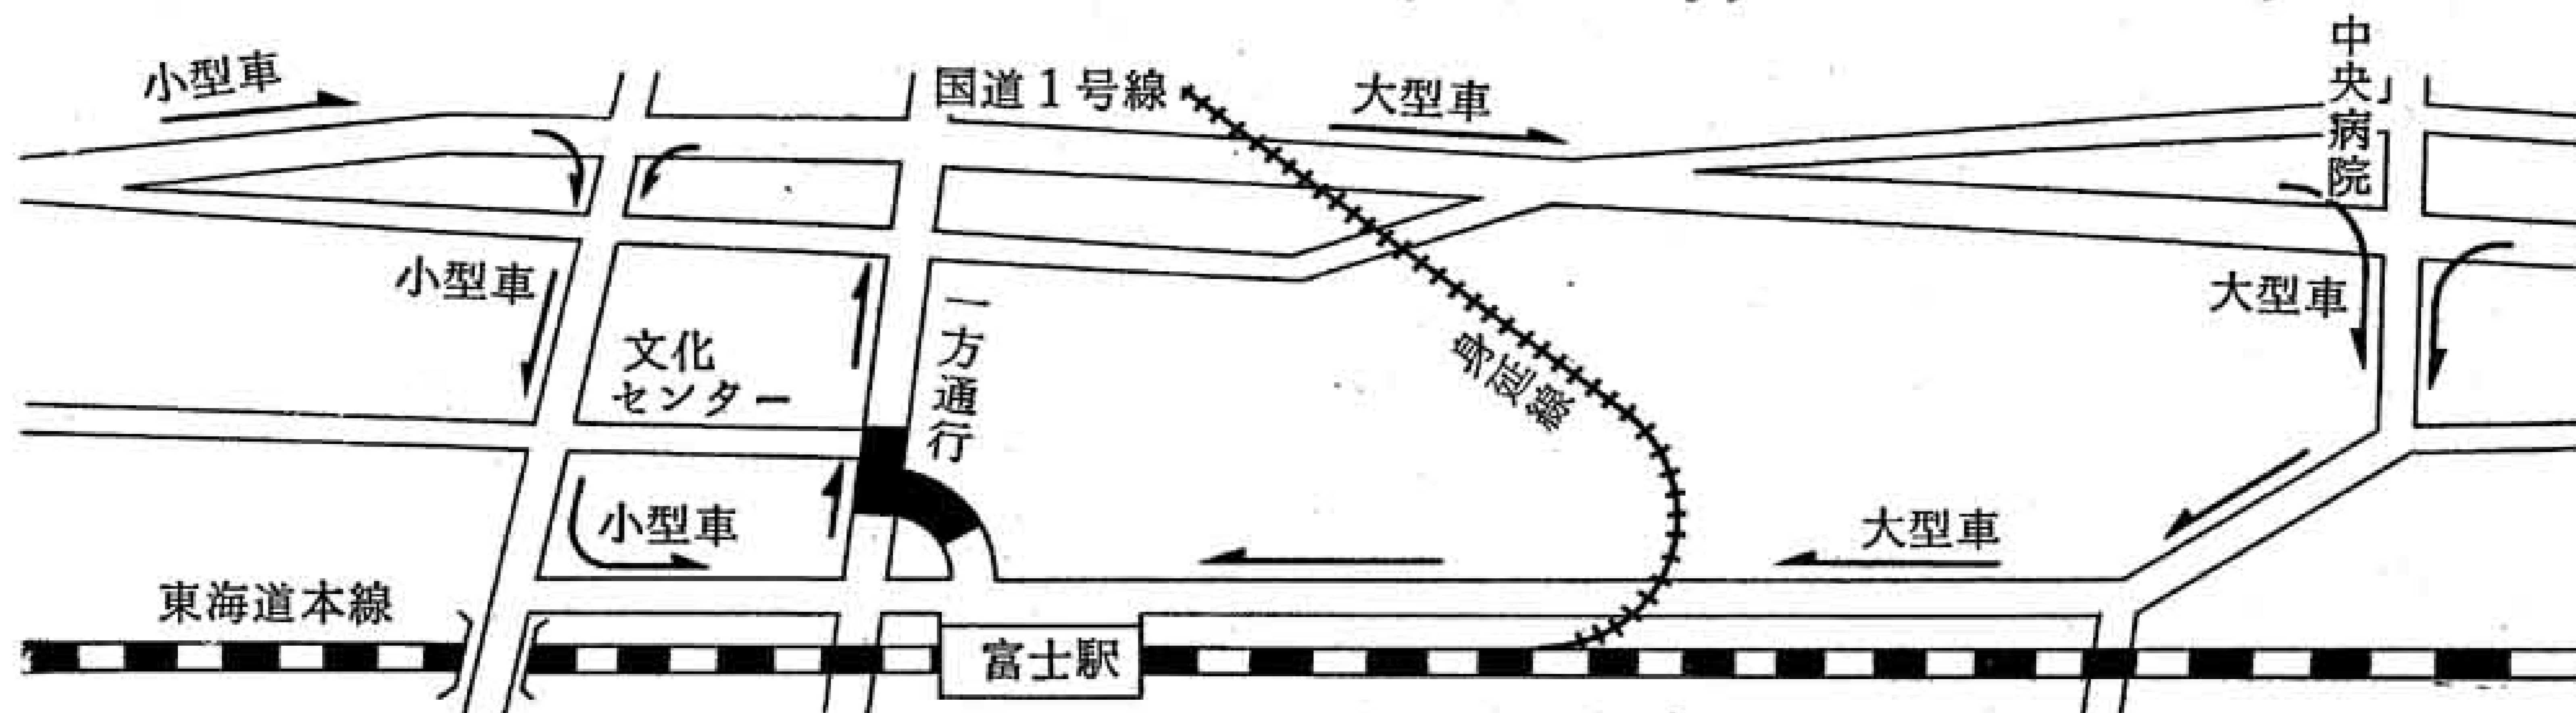 小型車
国道1号線
大型車
中央病院
小型車
大型車
一方通行
文化
センター
身延線
小型車
大型車
東海道本線
富士駅